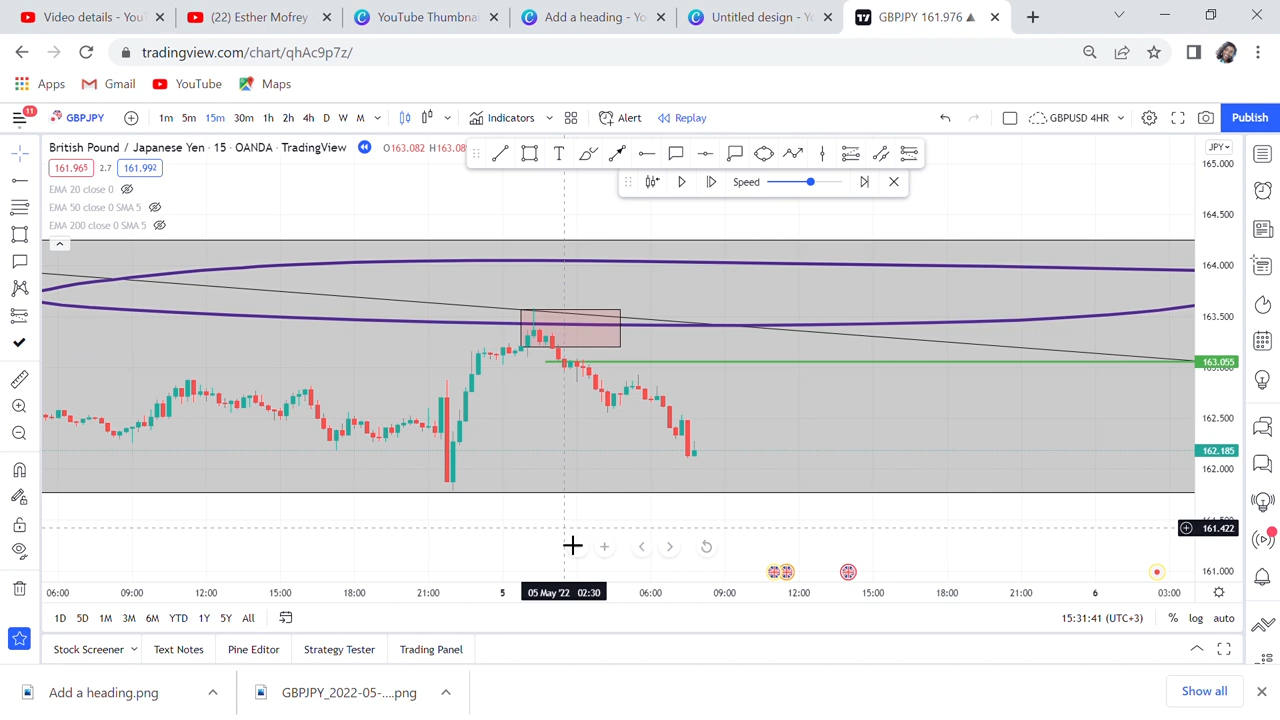 Video details - You
(22) Esther Mofrey
YouTube Thumbnai
Add a heading - Yo
Untitled design - Yo
GBPJPY 161.976 ▲
tradingview.com/chart/qhAc9p7z/
Apps
Gmail
YouTube
Maps
11
GBPJPY
1m 5m 15m 30m 1h 2h 4h D W M
Indicators
Alert
Replay
GBPUSD 4HR
Publish
British Pound / Japanese Yen · 15 · OANDA · TradingView
O163.082 H163.089
JPY
161.965 2.7 161.992
Speed
EMA 20 close 0
EMA 50 close 0 SMA 5
EMA 200 close 0 SMA 5
165.000
164.500
164.000
163.500
163.055
163.000
162.500
162.185
162.000
161.422
161.000
06:00 09:00 12:00 15:00 18:00 21:00 5 05 May '22 02:30 06:00 09:00 12:00 15:00 18:00 21:00 6 03:00
1D 5D 1M 3M 6M YTD 1Y 5Y All
15:31:41 (UTC+3)
% log auto
Stock Screener
Text Notes
Pine Editor
Strategy Tester
Trading Panel
Add a heading.png
GBPJPY_2022-05-....png
Show all